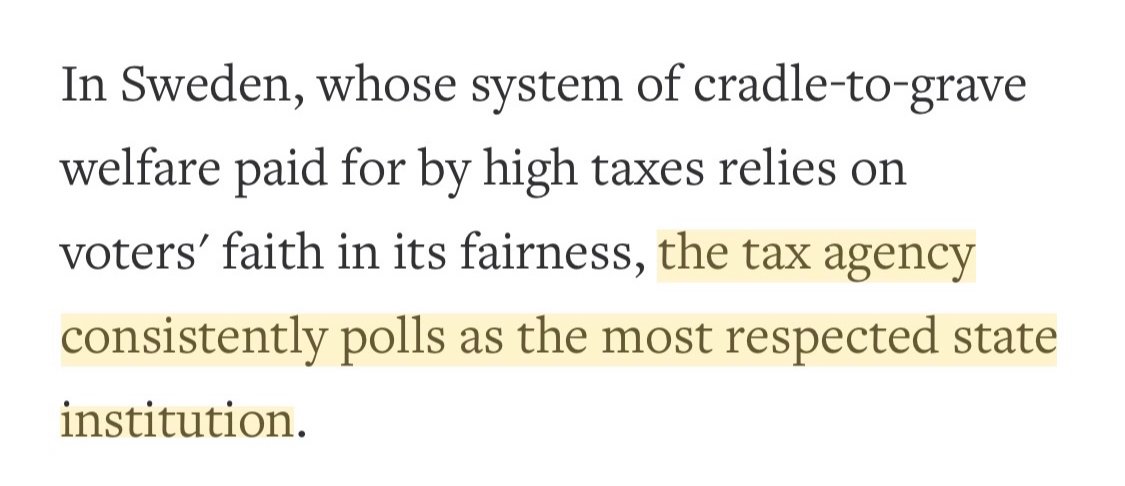 In Sweden, whose system of cradle-to-grave
welfare paid for by high taxes relies on
voters′ faith in its fairness, the tax agency
consistently polls as the most respected state
institution.